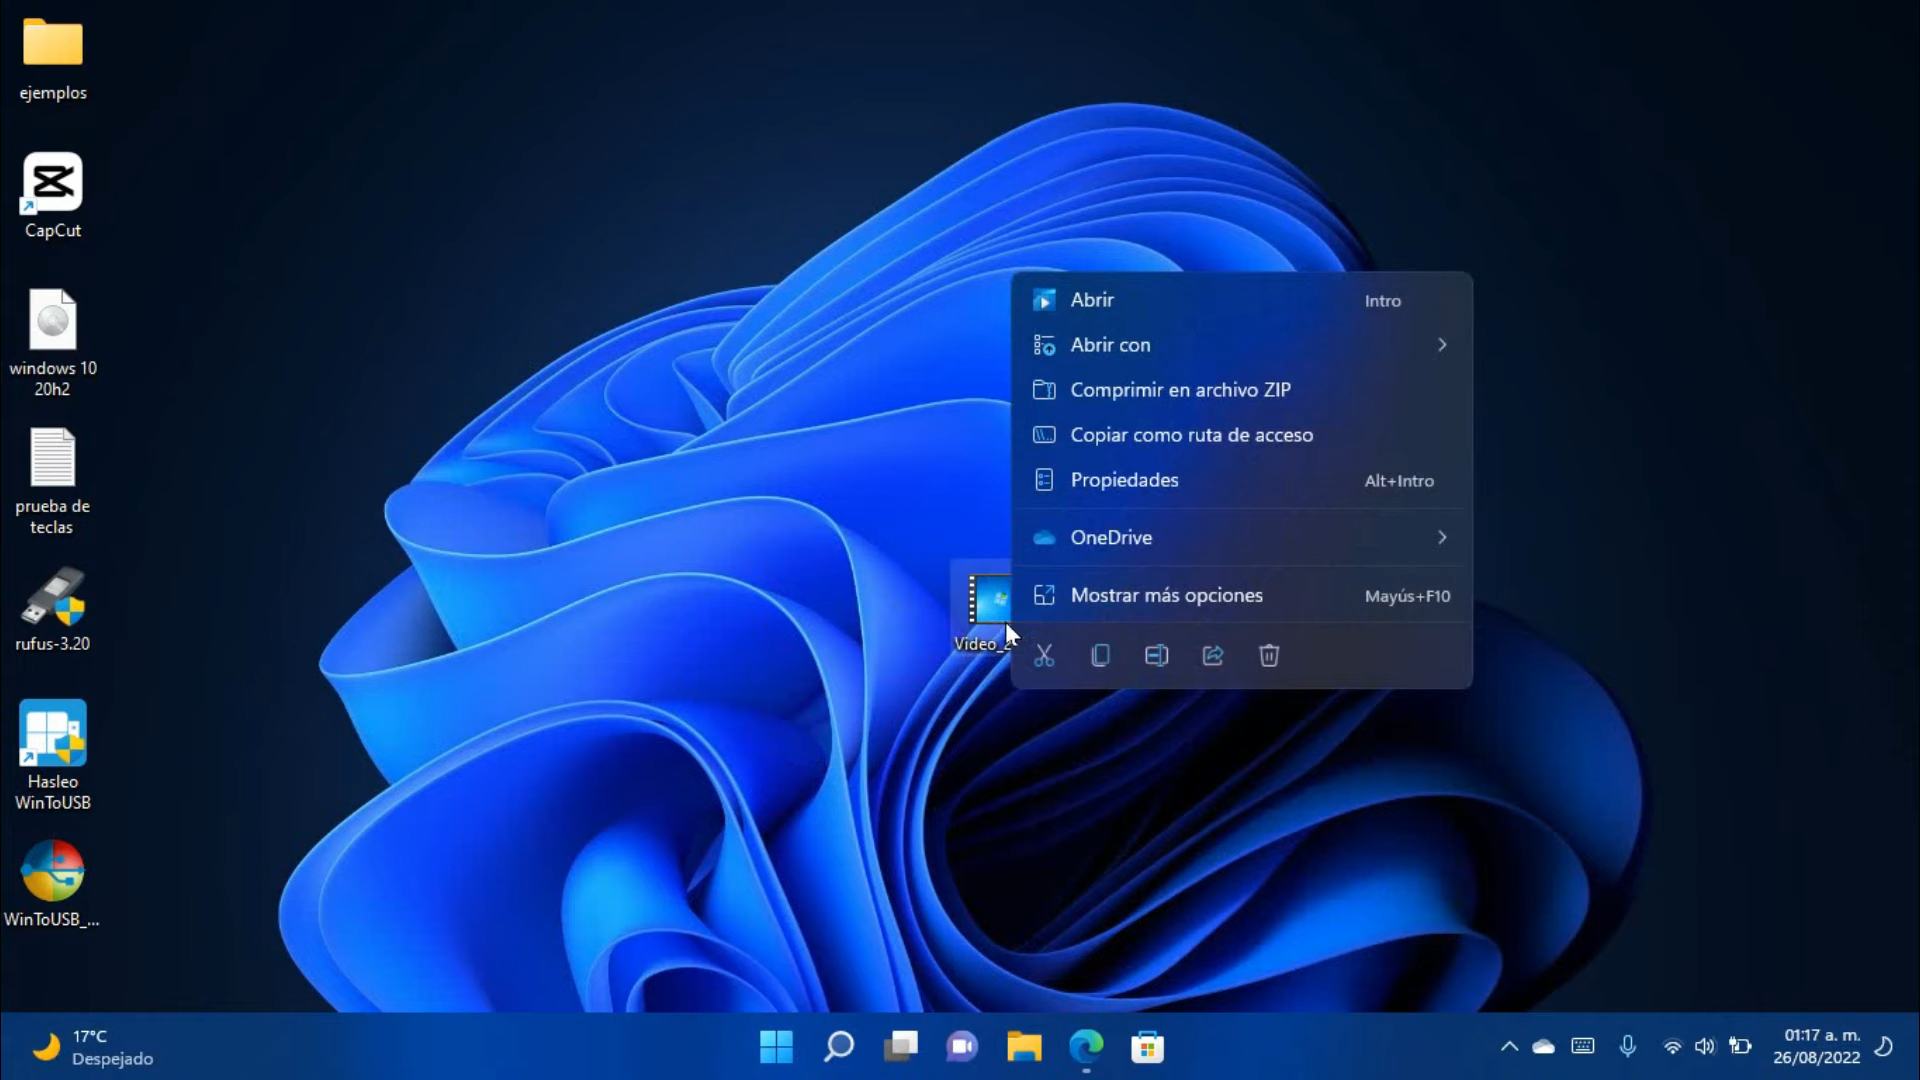 ejemplos
CapCut
windows 10
20h2
prueba de
teclas
rufus-3.20
Hasleo
WinToUSB
WinToUSB_...
Video_2
Abrir Intro
Abrir con
Comprimir en archivo ZIP
Copiar como ruta de acceso
Propiedades Alt+Intro
OneDrive
Mostrar más opciones Mayús+F10
17°C
Despejado
01:17 a. m.
26/08/2022